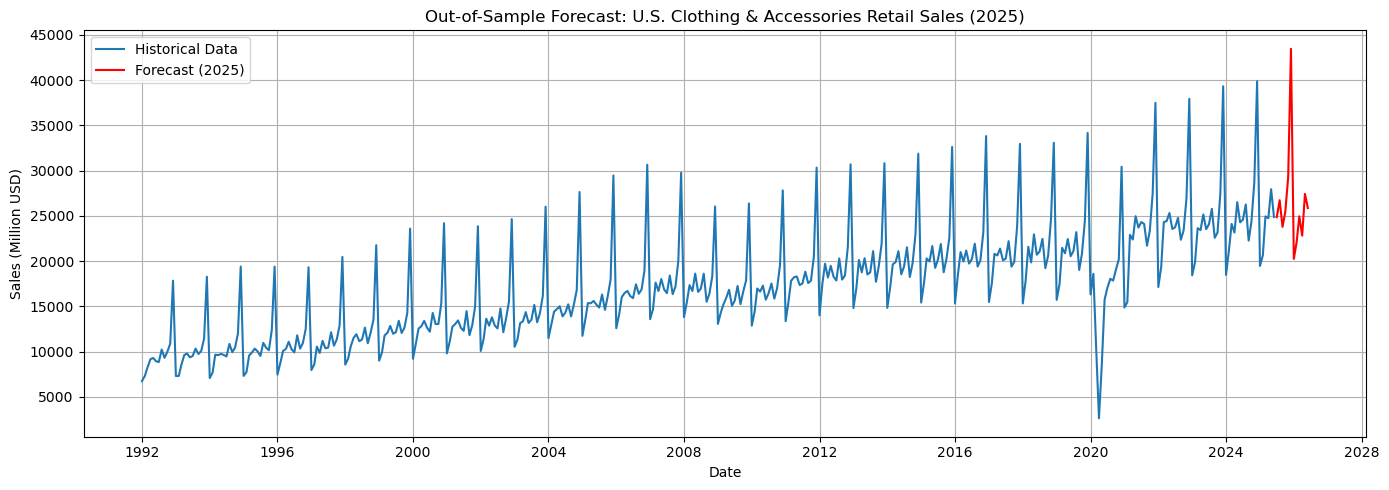 Out-of-Sample Forecast: U.S. Clothing & Accessories Retail Sales (2025)
Historical Data
Forecast (2025)
Sales (Million USD)
45000
40000
35000
30000
25000
20000
15000
10000
5000
1992 1996 2000 2004 2008 2012 2016 2020 2024 2028
Date